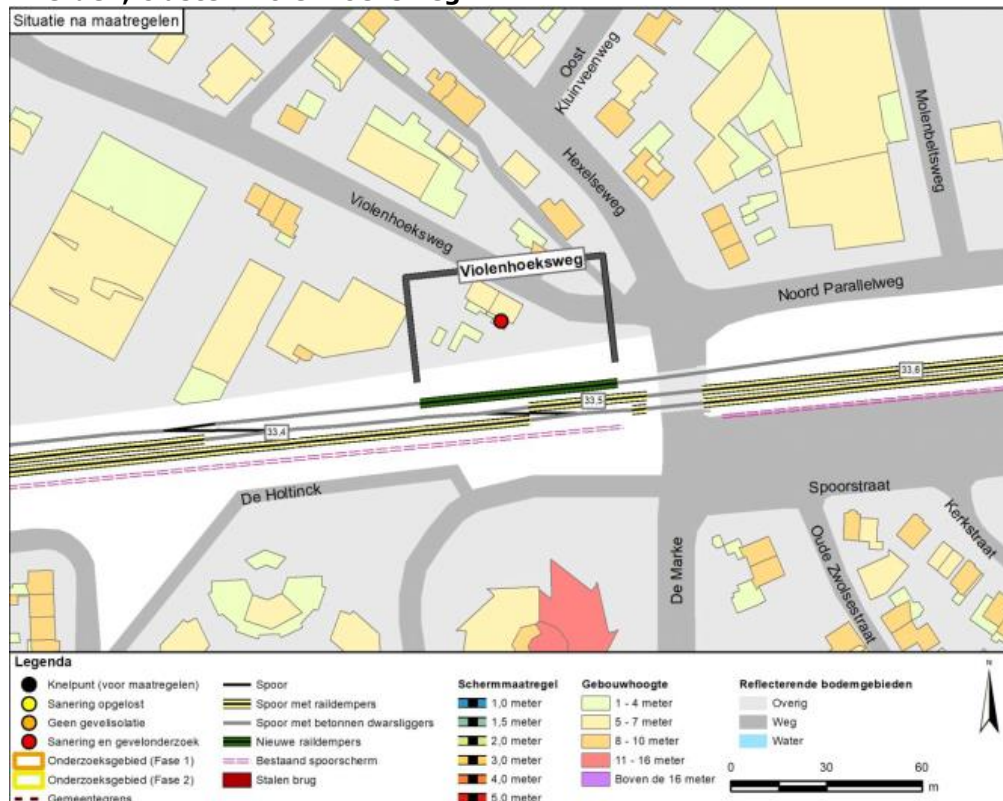 Situatie na maatregelen
Oost
Kluinveenweg
Molenbeltsweg
Hexelseweg
Violenhoeksweg
Violenhoeksweg
Noord Parallelweg
33,6
33,5
33,4
De Holtinck
Spoorstraat
Kerkstraat
De Marke
Oude Zwolsestraat
Legenda
Knelpunt (voor maatregelen)
Sanering opgelost
Geen gevelisolatie
Sanering en gevelonderzoek
Onderzoeksgebied (Fase 1)
Onderzoeksgebied (Fase 2)
Gemeentegrens
Spoor
Spoor met raildempers
Spoor met betonnen dwarsliggers
Nieuwe raildempers
Bestaand spoorscherm
Stalen brug
Schermmaatregel
1,0 meter
1,5 meter
2,0 meter
3,0 meter
4,0 meter
5,0 meter
Gebouwhoogte
1 - 4 meter
5 - 7 meter
8 - 10 meter
11 - 16 meter
Boven de 16 meter
Reflecterende bodemgebieden
Overig
Weg
Water
N
0 30 60
m